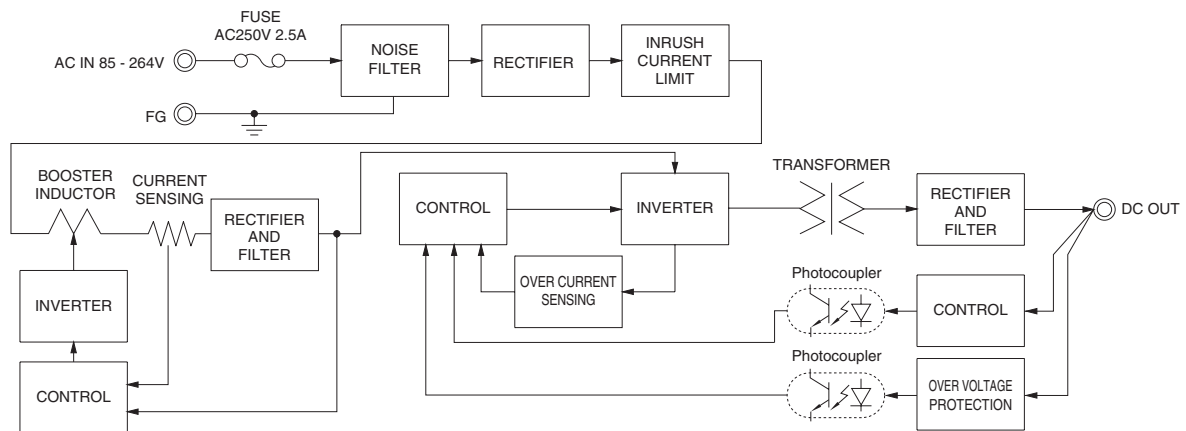 FUSE
AC250V 2.5A
AC IN 85 - 264V
NOISE
FILTER
RECTIFIER
INRUSH
CURRENT
LIMIT
FG
BOOSTER
INDUCTOR
CURRENT
SENSING
RECTIFIER
AND
FILTER
CONTROL
INVERTER
TRANSFORMER
RECTIFIER
AND
FILTER
DC OUT
OVER CURRENT
SENSING
Photocoupler
CONTROL
INVERTER
CONTROL
Photocoupler
OVER VOLTAGE
PROTECTION